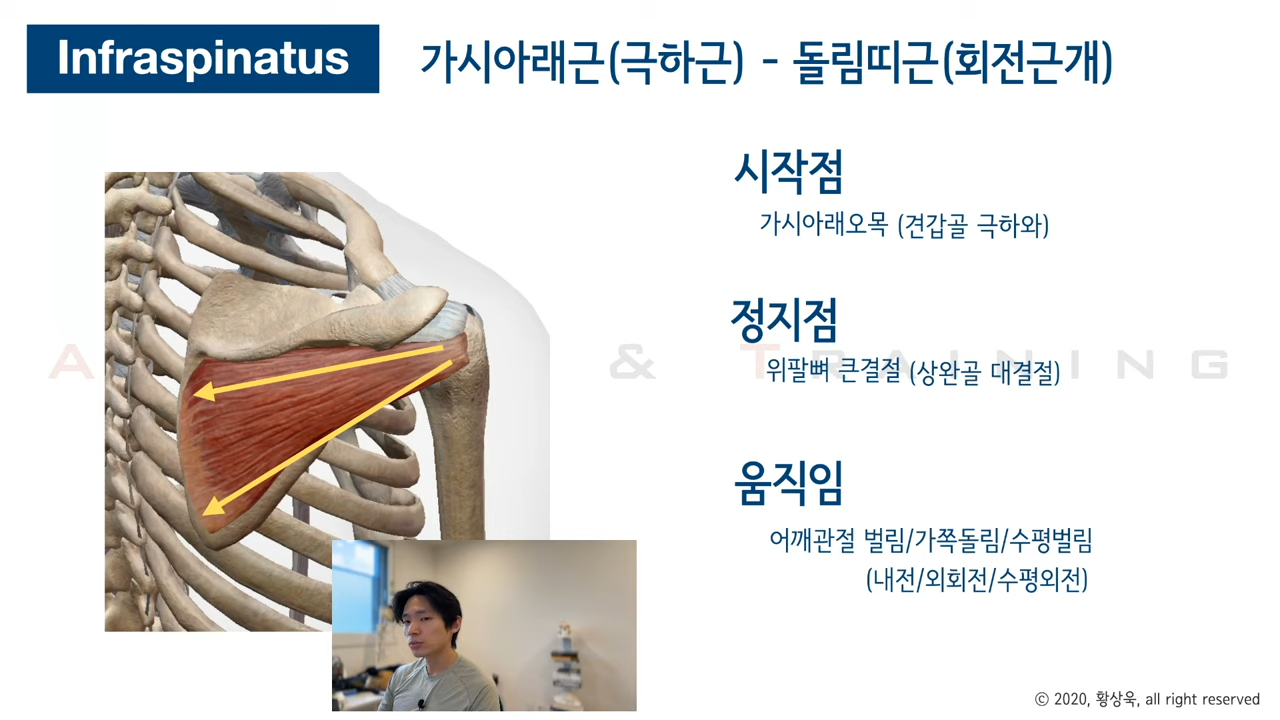 Infraspinatus
가시아래근(극하근) - 돌림띠근(회전근개)
시작점
가시아래오목 (견갑골 극하와)
정지점
A & TRAINING
위팔뼈 큰결절 (상완골 대결절)
움직임
어깨관절 벌림/가쪽돌림/수평벌림
(내전/외회전/수평외전)
© 2020, 황상욱, all right reserved